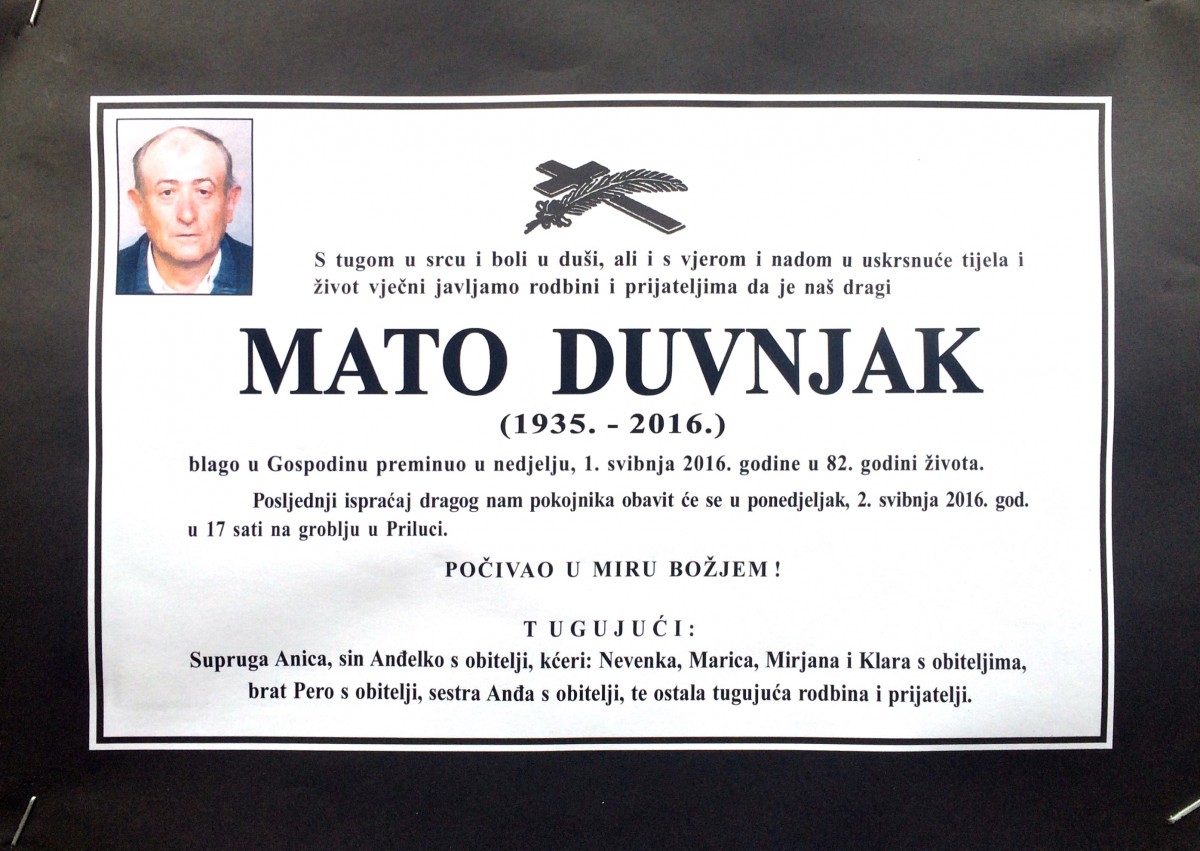 S tugom u srcu i boli u duši, ali i s vjerom i nadom u uskrsnuće tijela i
život vječni javljamo rodbini i prijateljima da je naš dragi
MATO DUVNJAK
(1935. - 2016.)
blago u Gospodinu preminuo u nedjelju, 1. svibnja 2016. godine u 82. godini života.
Posljednji ispraćaj dragog nam pokojnika obavit će se u ponedjeljak, 2. svibnja 2016. god.
u 17 sati na groblju u Priluci.
POČIVAO U MIRU BOŽJEM !
T UGUJUĆI:
Supruga Anica, sin Anđelko s obitelji, kćeri: Nevenka, Marica, Mirjana i Klara s obiteljima,
brat Pero s obitelji, sestra Anđa s obitelji, te ostala tugujuća rodbina i prijatelji.